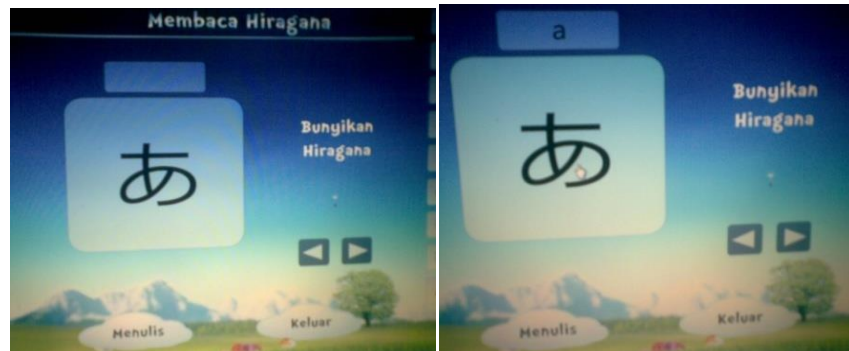 Membaca Hiragana
あ
Bunyikan
Hiragana
Menulis
Keluar
a
あ
Bunyikan
Hiragana
Menulis
Keluar